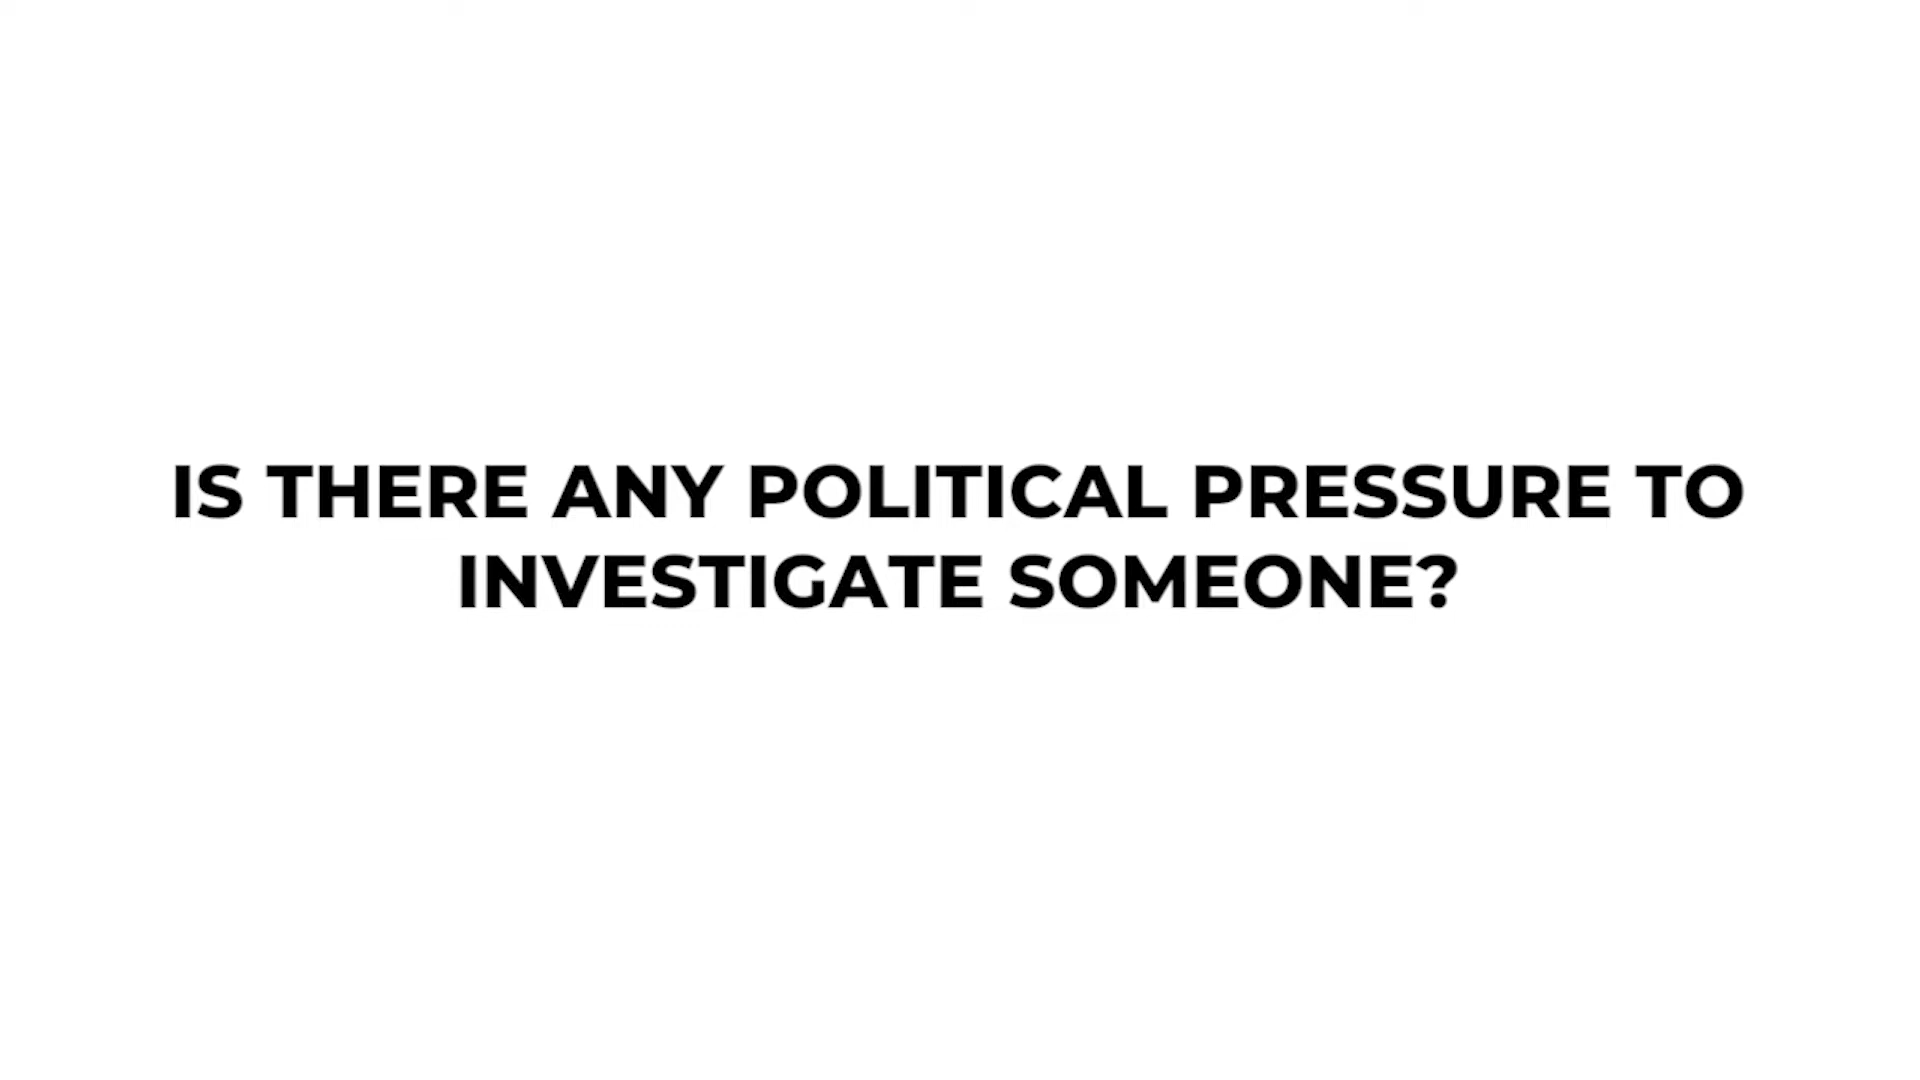 IS THERE ANY POLITICAL PRESSURE TO
INVESTIGATE SOMEONE?